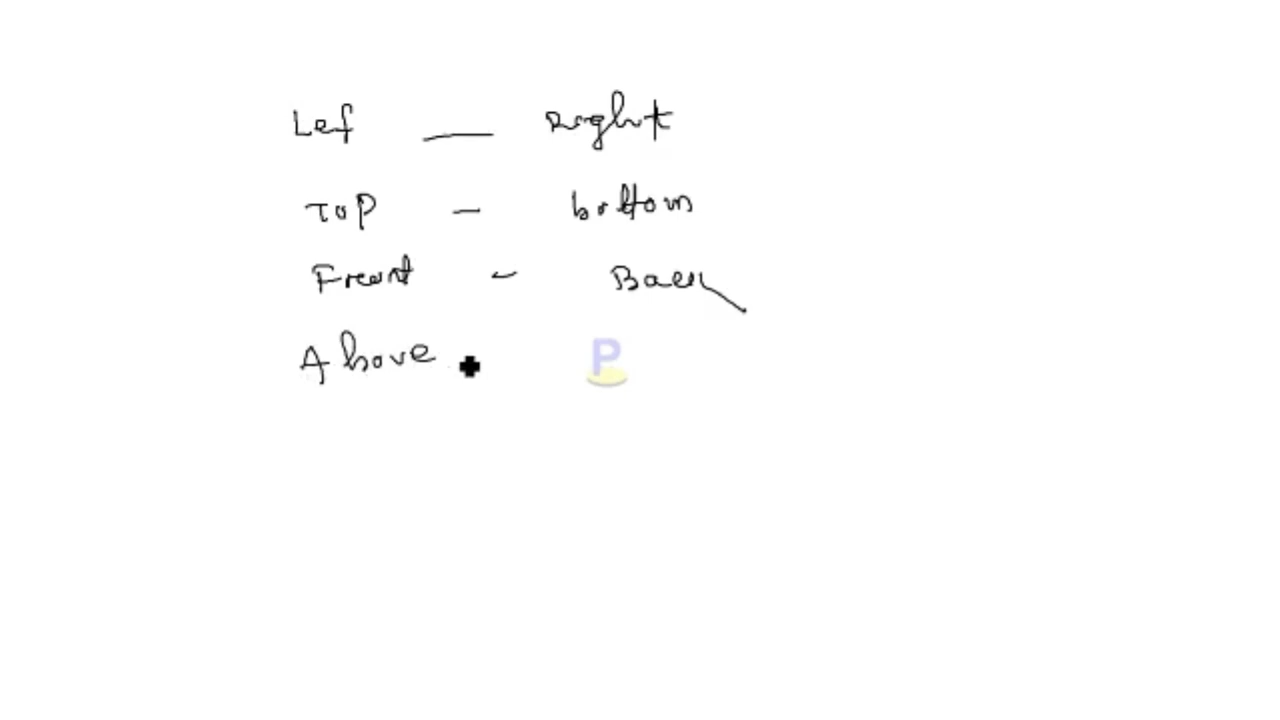 Lef — Right
Top - bottom
Front - Back
Above
P